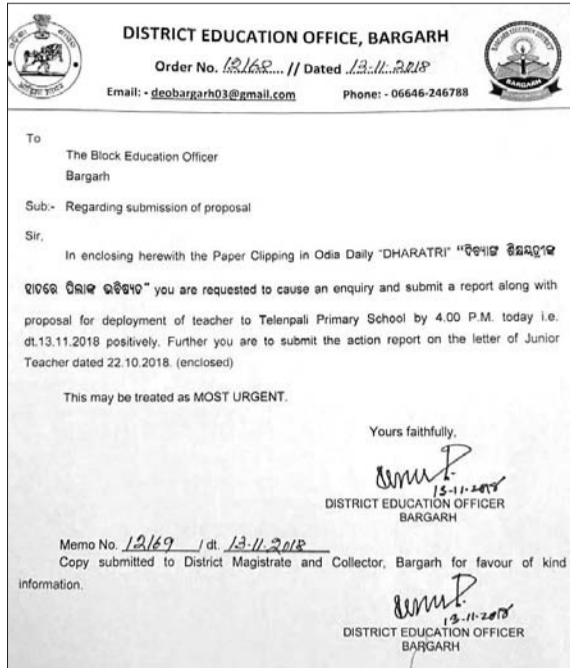 DISTRICT EDUCATION OFFICE, BARGARH
Order No. 12168.... // Dated .13-11-2018
Email: - deobargarh03@gmail.com Phone: - 06646-246788
BARGARH
To
The Block Education Officer
Bargarh
Sub:- Regarding submission of proposal
Sir,
In enclosing herewith the Paper Clipping in Odia Daily "DHARATRI" "ଦିବ୍ୟାଙ୍ଗ ଶିକ୍ଷୟତ୍ରୀଙ୍କ
ହାତରେ ପିଲାଙ୍କ ଭବିଷ୍ୟତ" you are requested to cause an enquiry and submit a report along with
proposal for deployment of teacher to Telenpali Primary School by 4.00 P.M. today i.e.
dt.13.11.2018 positively. Further you are to submit the action report on the letter of Junior
Teacher dated 22.10.2018. (enclosed)
This may be treated as MOST URGENT.
Yours faithfully,
13-11-2018
DISTRICT EDUCATION OFFICER
BARGARH
Memo No. 12169 / dt. 13-11-2018
Copy submitted to District Magistrate and Collector, Bargarh for favour of kind
information.
13-11-2018
DISTRICT EDUCATION OFFICER
BARGARH